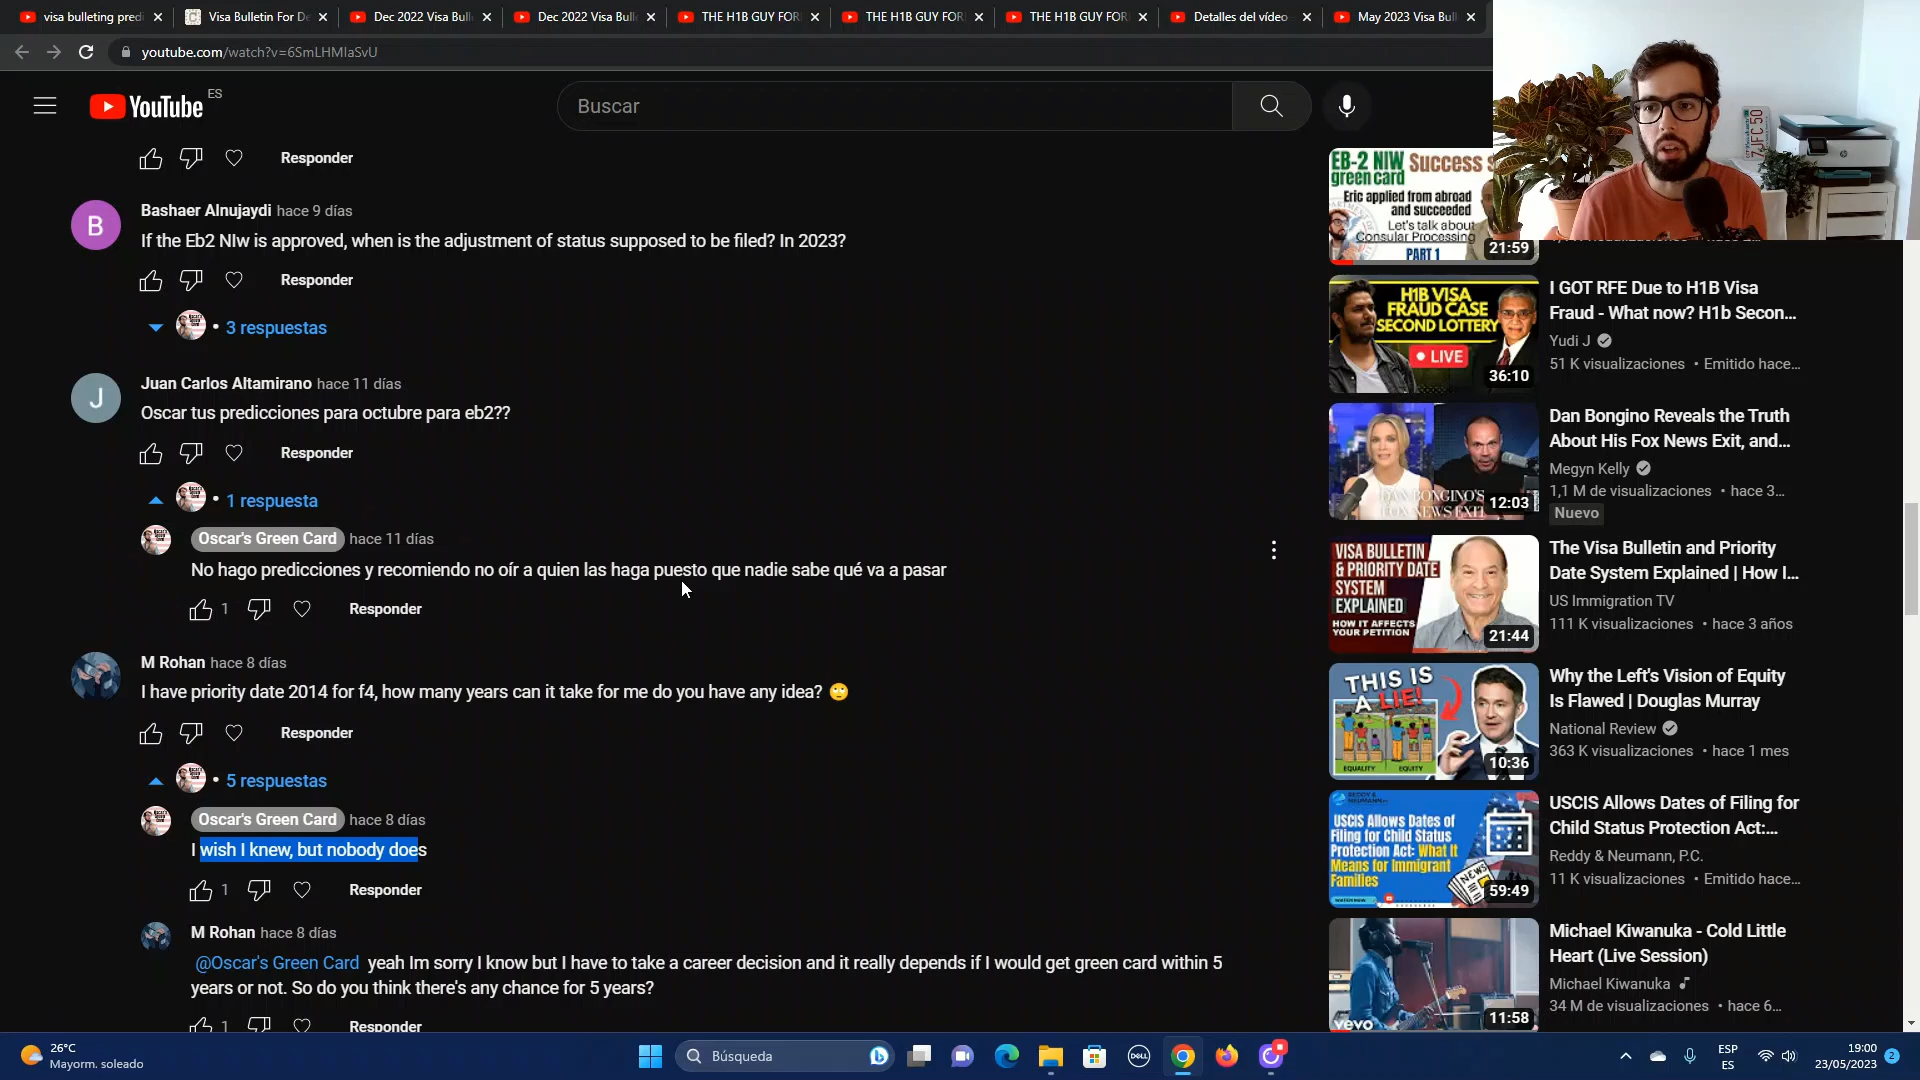 visa bulleting predi
Visa Bulletin For De
Dec 2022 Visa Bull
Dec 2022 Visa Bull
THE H1B GUY FOR
THE H1B GUY FOR
THE H1B GUY FOR
Detalles del vídeo
May 2023 Visa Bull
youtube.com/watch?v=6SmLHMlaSvU
YouTube ES
Buscar
Responder
B
Bashaer Alnujaydi hace 9 días
If the Eb2 NIw is approved, when is the adjustment of status supposed to be filed? In 2023?
Responder
• 3 respuestas
J
Juan Carlos Altamirano hace 11 días
Oscar tus predicciones para octubre para eb2??
Responder
• 1 respuesta
Oscar's Green Card hace 11 días
No hago predicciones y recomiendo no oír a quien las haga puesto que nadie sabe qué va a pasar
1 Responder
M Rohan hace 8 días
I have priority date 2014 for f4, how many years can it take for me do you have any idea? 🙄
Responder
• 5 respuestas
Oscar's Green Card hace 8 días
I wish I knew, but nobody does
1 Responder
M Rohan hace 8 días
@Oscar's Green Card yeah Im sorry I know but I have to take a career decision and it really depends if I would get green card within 5
years or not. So do you think there's any chance for 5 years?
1 Responder
EB-2 NIW Success s
green card
Eric applied from abroad
and succeeded
Let's talk about
Consular Processing
PART 1
21:59
H1B VISA
FRAUD CASE
SECOND LOTTERY
LIVE
36:10
I GOT RFE Due to H1B Visa
Fraud - What now? H1b Secon...
Yudi J
51 K visualizaciones • Emitido hace...
DAN BONGINO'S
FOX NEWS EXIT
12:03
Dan Bongino Reveals the Truth
About His Fox News Exit, and...
Megyn Kelly
1,1 M de visualizaciones • hace 3...
Nuevo
VISA BULLETIN
& PRIORITY DATE
SYSTEM
EXPLAINED
HOW IT AFFECTS
YOUR PETITION
21:44
The Visa Bulletin and Priority
Date System Explained | How I...
US Immigration TV
111 K visualizaciones • hace 3 años
THIS IS
A LIE!
EQUALITY EQUITY
10:36
Why the Left's Vision of Equity
Is Flawed | Douglas Murray
National Review
363 K visualizaciones • hace 1 mes
REDDY &
NEUMANN P.C.
USCIS Allows Dates of
Filing for Child Status
Protection Act: What It
Means for Immigrant
Families
NEWS
59:49
USCIS Allows Dates of Filing for
Child Status Protection Act:...
Reddy & Neumann, P.C.
11 K visualizaciones • Emitido hace...
vevo
11:58
Michael Kiwanuka - Cold Little
Heart (Live Session)
Michael Kiwanuka
34 M de visualizaciones • hace 6...
7JFC 50
hp
26°C
Mayorm. soleado
Búsqueda
DELL
ESP
ES
19:00
23/05/2023
2